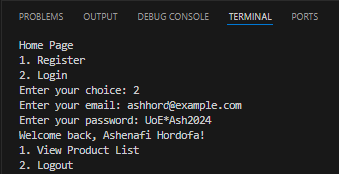 PROBLEMS OUTPUT DEBUG CONSOLE TERMINAL PORTS
Home Page
1. Register
2. Login
Enter your choice: 2
Enter your email: ashhord@example.com
Enter your password: UoE*Ash2024
Welcome back, Ashenafi Hordofa!
1. View Product List
2. Logout